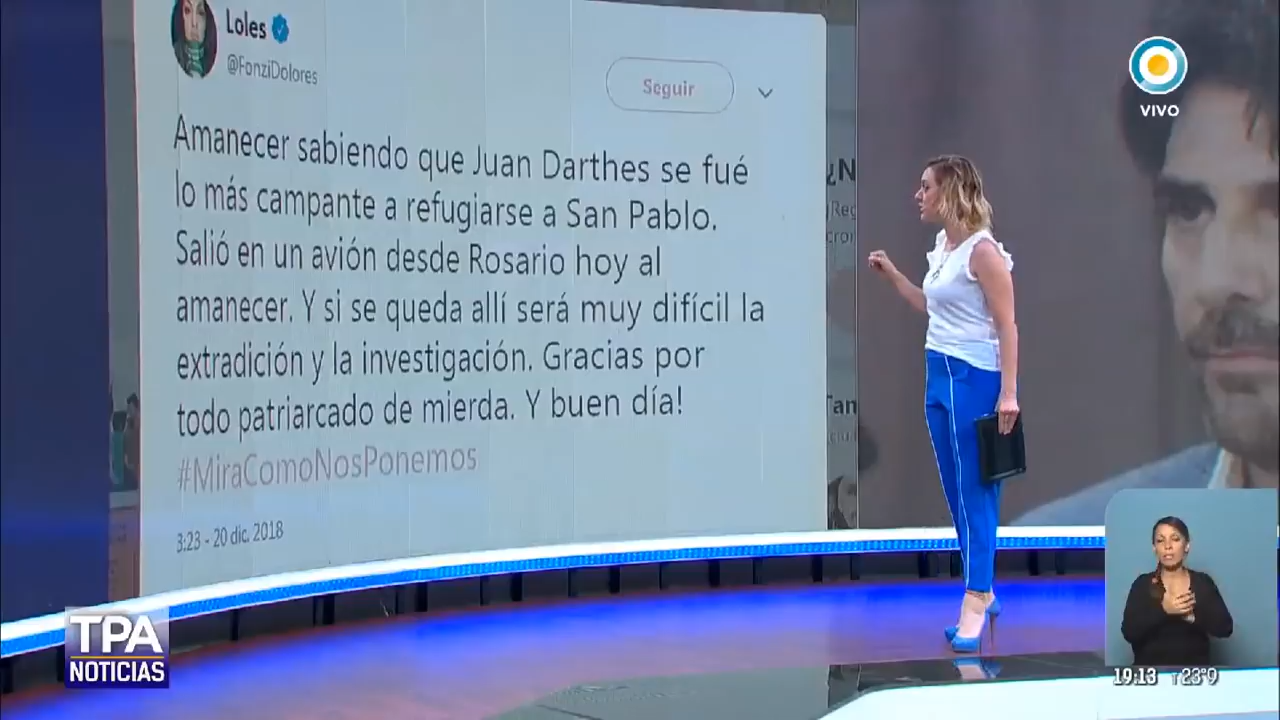 Loles
@FonziDolores
Seguir
Amanecer sabiendo que Juan Darthes se fué
lo más campante a refugiarse a San Pablo.
Salió en un avión desde Rosario hoy al
amanecer. Y si se queda allí será muy difícil la
extradición y la investigación. Gracias por
todo patriarcado de mierda. Y buen día!
#MiraComoNosPonemos
3:23 - 20 dic. 2018
¿N
VIVO
TPA
NOTICIAS
19:13 T23°9